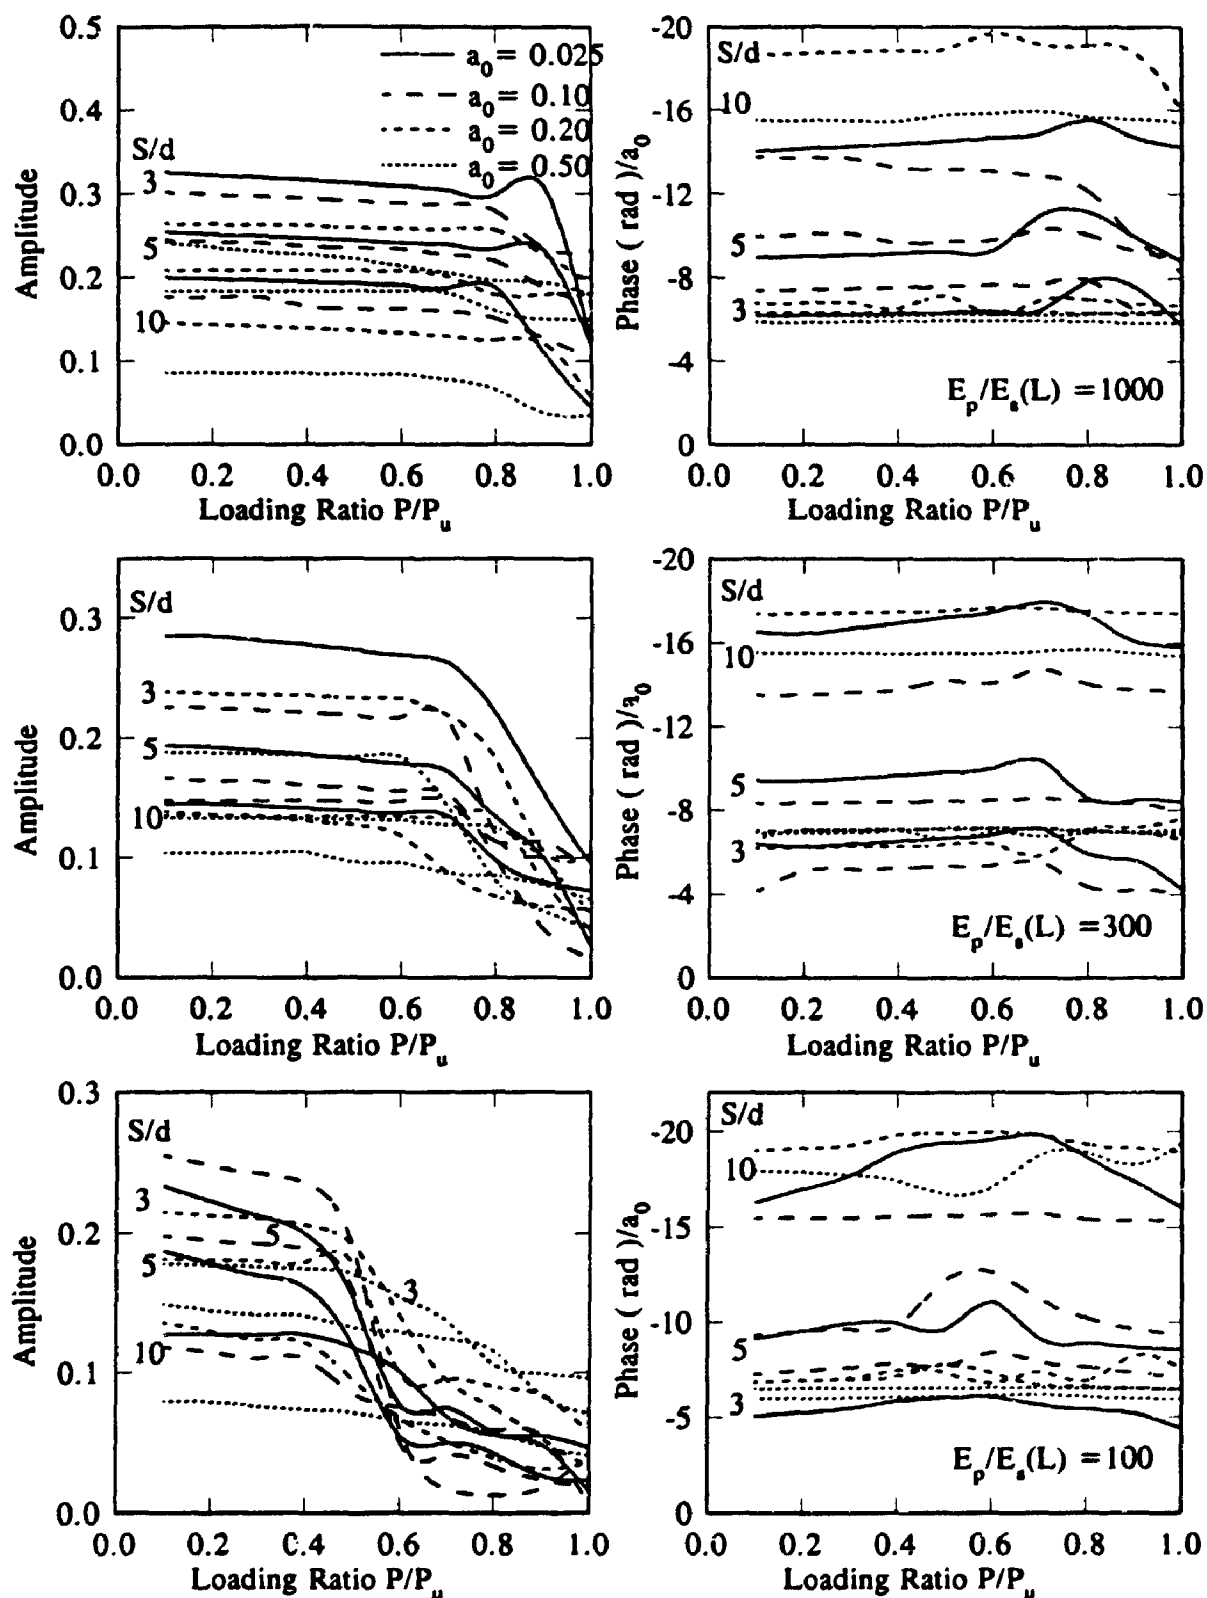 0.5
0.4
0.3
0.2
0.1
0.0
Amplitude
S/d
3
5
10
a₀ = 0.025
a₀ = 0.10
a₀ = 0.20
a₀ = 0.50
0.0 0.2 0.4 0.6 0.8 1.0
Loading Ratio P/Pᵤ
-20
-16
-12
-8
-4
0
Phase ( rad )/a₀
S/d
10
5
3
Eₚ/Eₛ(L) = 1000
0.0 0.2 0.4 0.6 0.8 1.0
Loading Ratio P/Pᵤ
0.3
0.2
0.1
0.0
Amplitude
S/d
3
5
10
0.0 0.2 0.4 0.6 0.8 1.0
Loading Ratio P/Pᵤ
-20
-16
-12
-8
-4
0
Phase ( rad )/a₀
S/d
10
5
3
Eₚ/Eₛ(L) = 300
0.0 0.2 0.4 0.6 0.8 1.0
Loading Ratio P/Pᵤ
0.3
0.2
0.1
0.0
Amplitude
S/d
3
5
5
3
10
0.0 0.2 0.4 0.6 0.8 1.0
Loading Ratio P/Pᵤ
-20
-15
-10
-5
0
Phase ( rad )/a₀
S/d
10
5
3
Eₚ/Eₛ(L) = 100
0.0 0.2 0.4 0.6 0.8 1.0
Loading Ratio P/Pᵤ